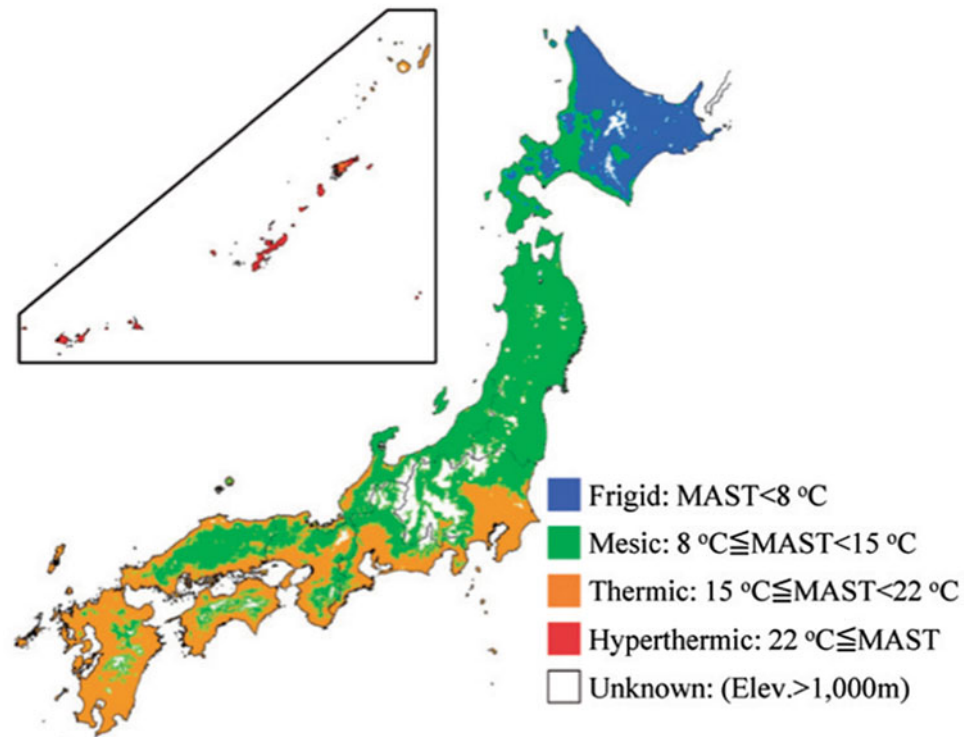 Frigid: MAST<8 °C
Mesic: 8 °C≦MAST<15 °C
Thermic: 15 °C≦MAST<22 °C
Hyperthermic: 22 °C≦MAST
Unknown: (Elev.>1,000m)